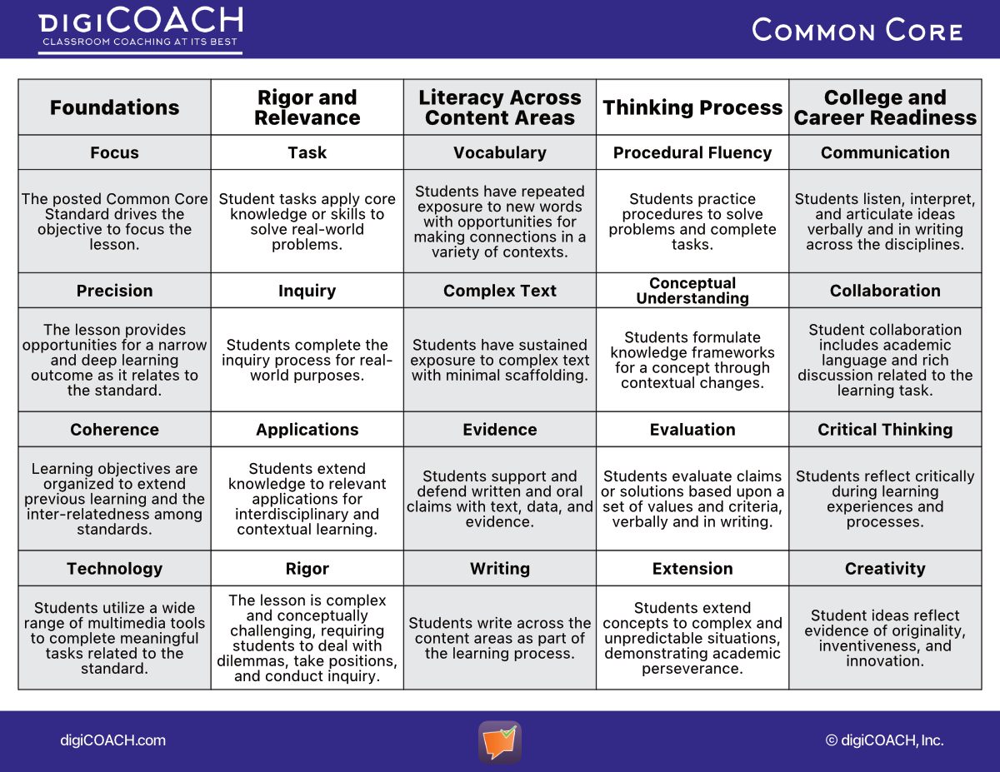 DIGICOACH
CLASSROOM COACHING AT ITS BEST
COMMON CORE
Foundations
Rigor and
Relevance
Literacy Across
Content Areas
Thinking Process
College and
Career Readiness
Focus
Task
Vocabulary
Procedural Fluency
Communication
The posted Common Core
Standard drives the
objective to focus the
lesson.
Student tasks apply core
knowledge or skills to
solve real-world
problems.
Students have repeated
exposure to new words
with opportunities for
making connections in a
variety of contexts.
Students practice
procedures to solve
problems and complete
tasks.
Students listen, interpret,
and articulate ideas
verbally and in writing
across the disciplines.
Precision
Inquiry
Complex Text
Conceptual
Understanding
Collaboration
The lesson provides
opportunities for a narrow
and deep learning
outcome as it relates to
the standard.
Students complete the
inquiry process for real-
world purposes.
Students have sustained
exposure to complex text
with minimal scaffolding.
Students formulate
knowledge frameworks
for a concept through
contextual changes.
Student collaboration
includes academic
language and rich
discussion related to the
learning task.
Coherence
Applications
Evidence
Evaluation
Critical Thinking
Learning objectives are
organized to extend
previous learning and the
inter-relatedness among
standards.
Students extend
knowledge to relevant
applications for
interdisciplinary and
contextual learning.
Students support and
defend written and oral
claims with text, data, and
evidence.
Students evaluate claims
or solutions based upon a
set of values and criteria,
verbally and in writing.
Students reflect critically
during learning
experiences and
processes.
Technology
Rigor
Writing
Extension
Creativity
Students utilize a wide
range of multimedia tools
to complete meaningful
tasks related to the
standard.
The lesson is complex
and conceptually
challenging, requiring
students to deal with
dilemmas, take positions,
and conduct inquiry.
Students write across the
content areas as part of
the learning process.
Students extend
concepts to complex and
unpredictable situations,
demonstrating academic
perseverance.
Student ideas reflect
evidence of originality,
inventiveness, and
innovation.
digiCOACH.com
© digiCOACH, Inc.